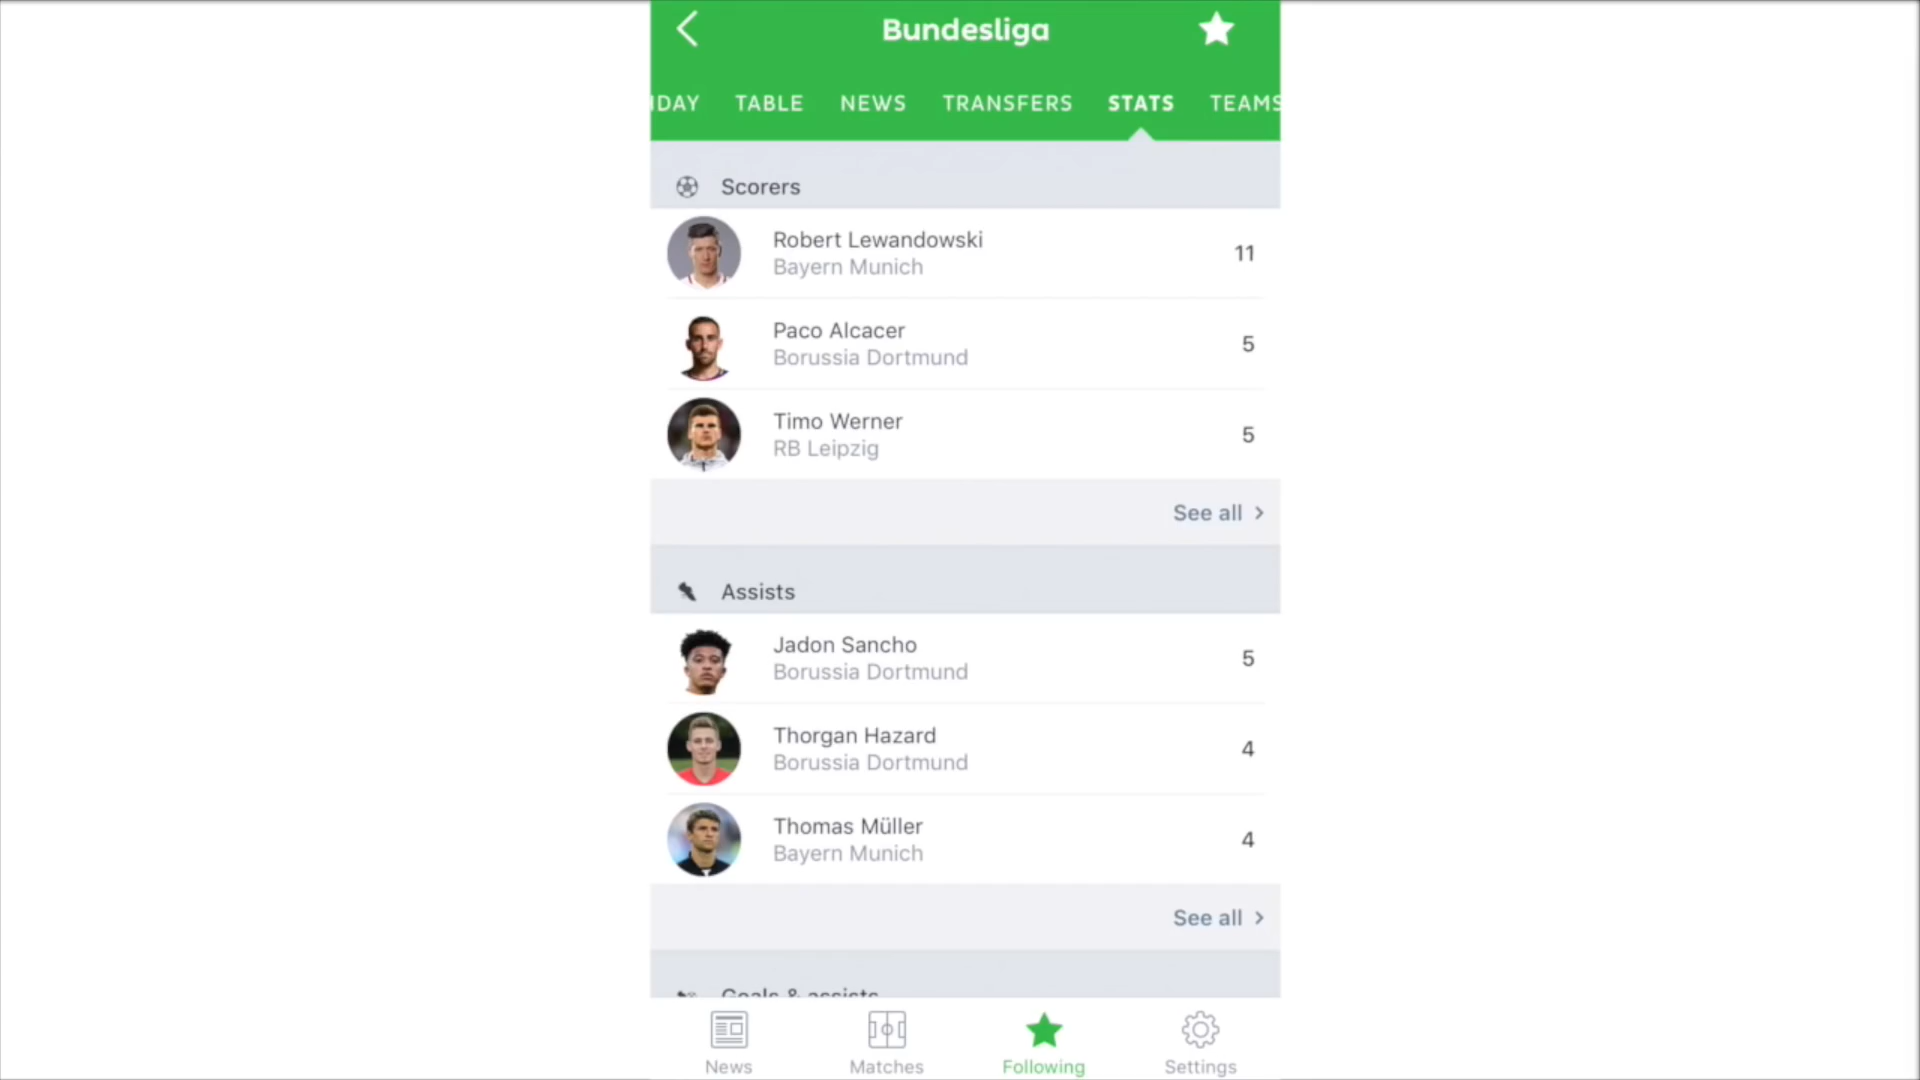 Bundesliga
TABLE NEWS TRANSFERS STATS TEAMS
Scorers
Robert Lewandowski
Bayern Munich
11
Paco Alcacer
Borussia Dortmund
5
Timo Werner
RB Leipzig
5
See all
Assists
Jadon Sancho
Borussia Dortmund
5
Thorgan Hazard
Borussia Dortmund
4
Thomas Müller
Bayern Munich
4
See all
Goals & assists
News Matches Following Settings